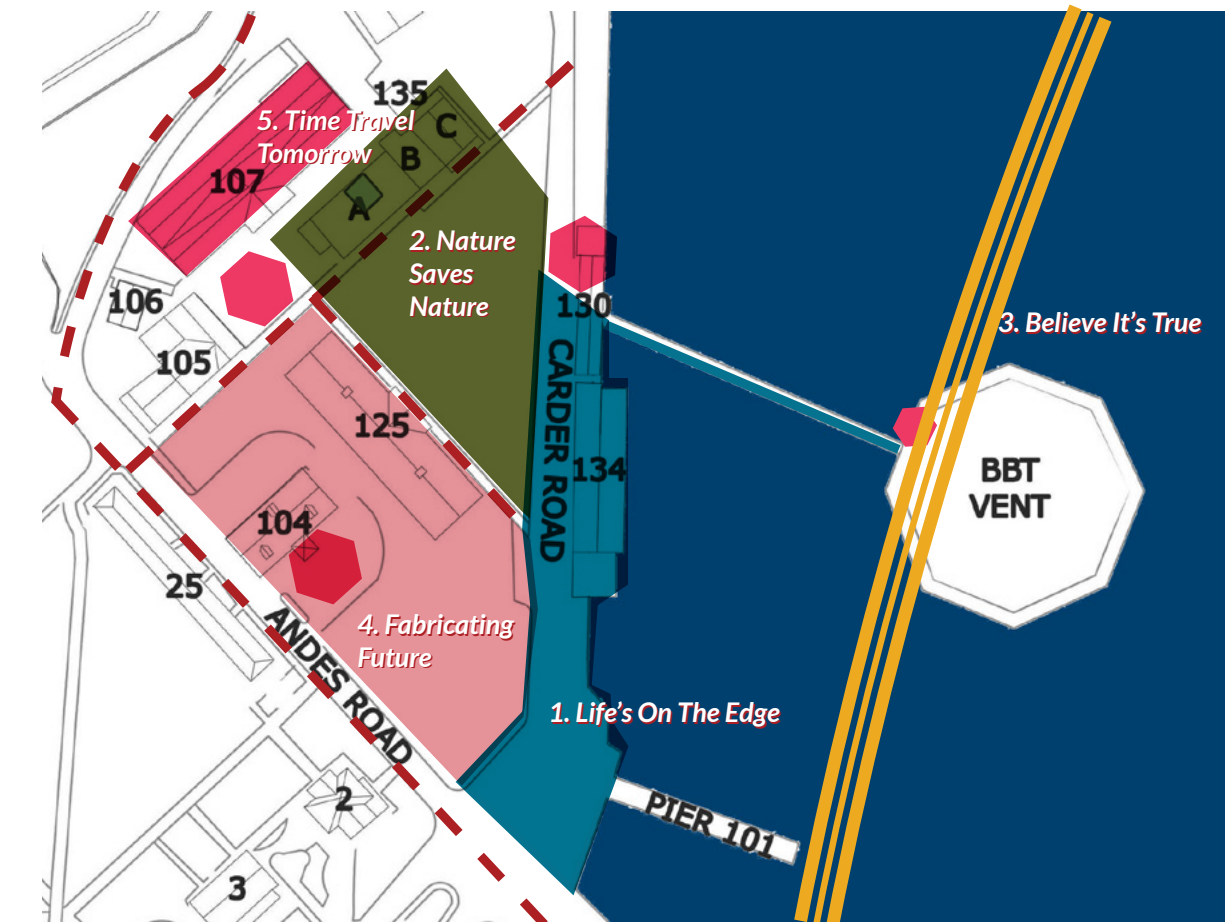 135
C
5. Time Travel
Tomorrow
B
107
A
2. Nature
Saves
Nature
106
130
3. Believe It's True
105
CARDER ROAD
125
134
BBT
VENT
104
25
4. Fabricating
Future
ANDES ROAD
1. Life's On The Edge
2
PIER 101
3